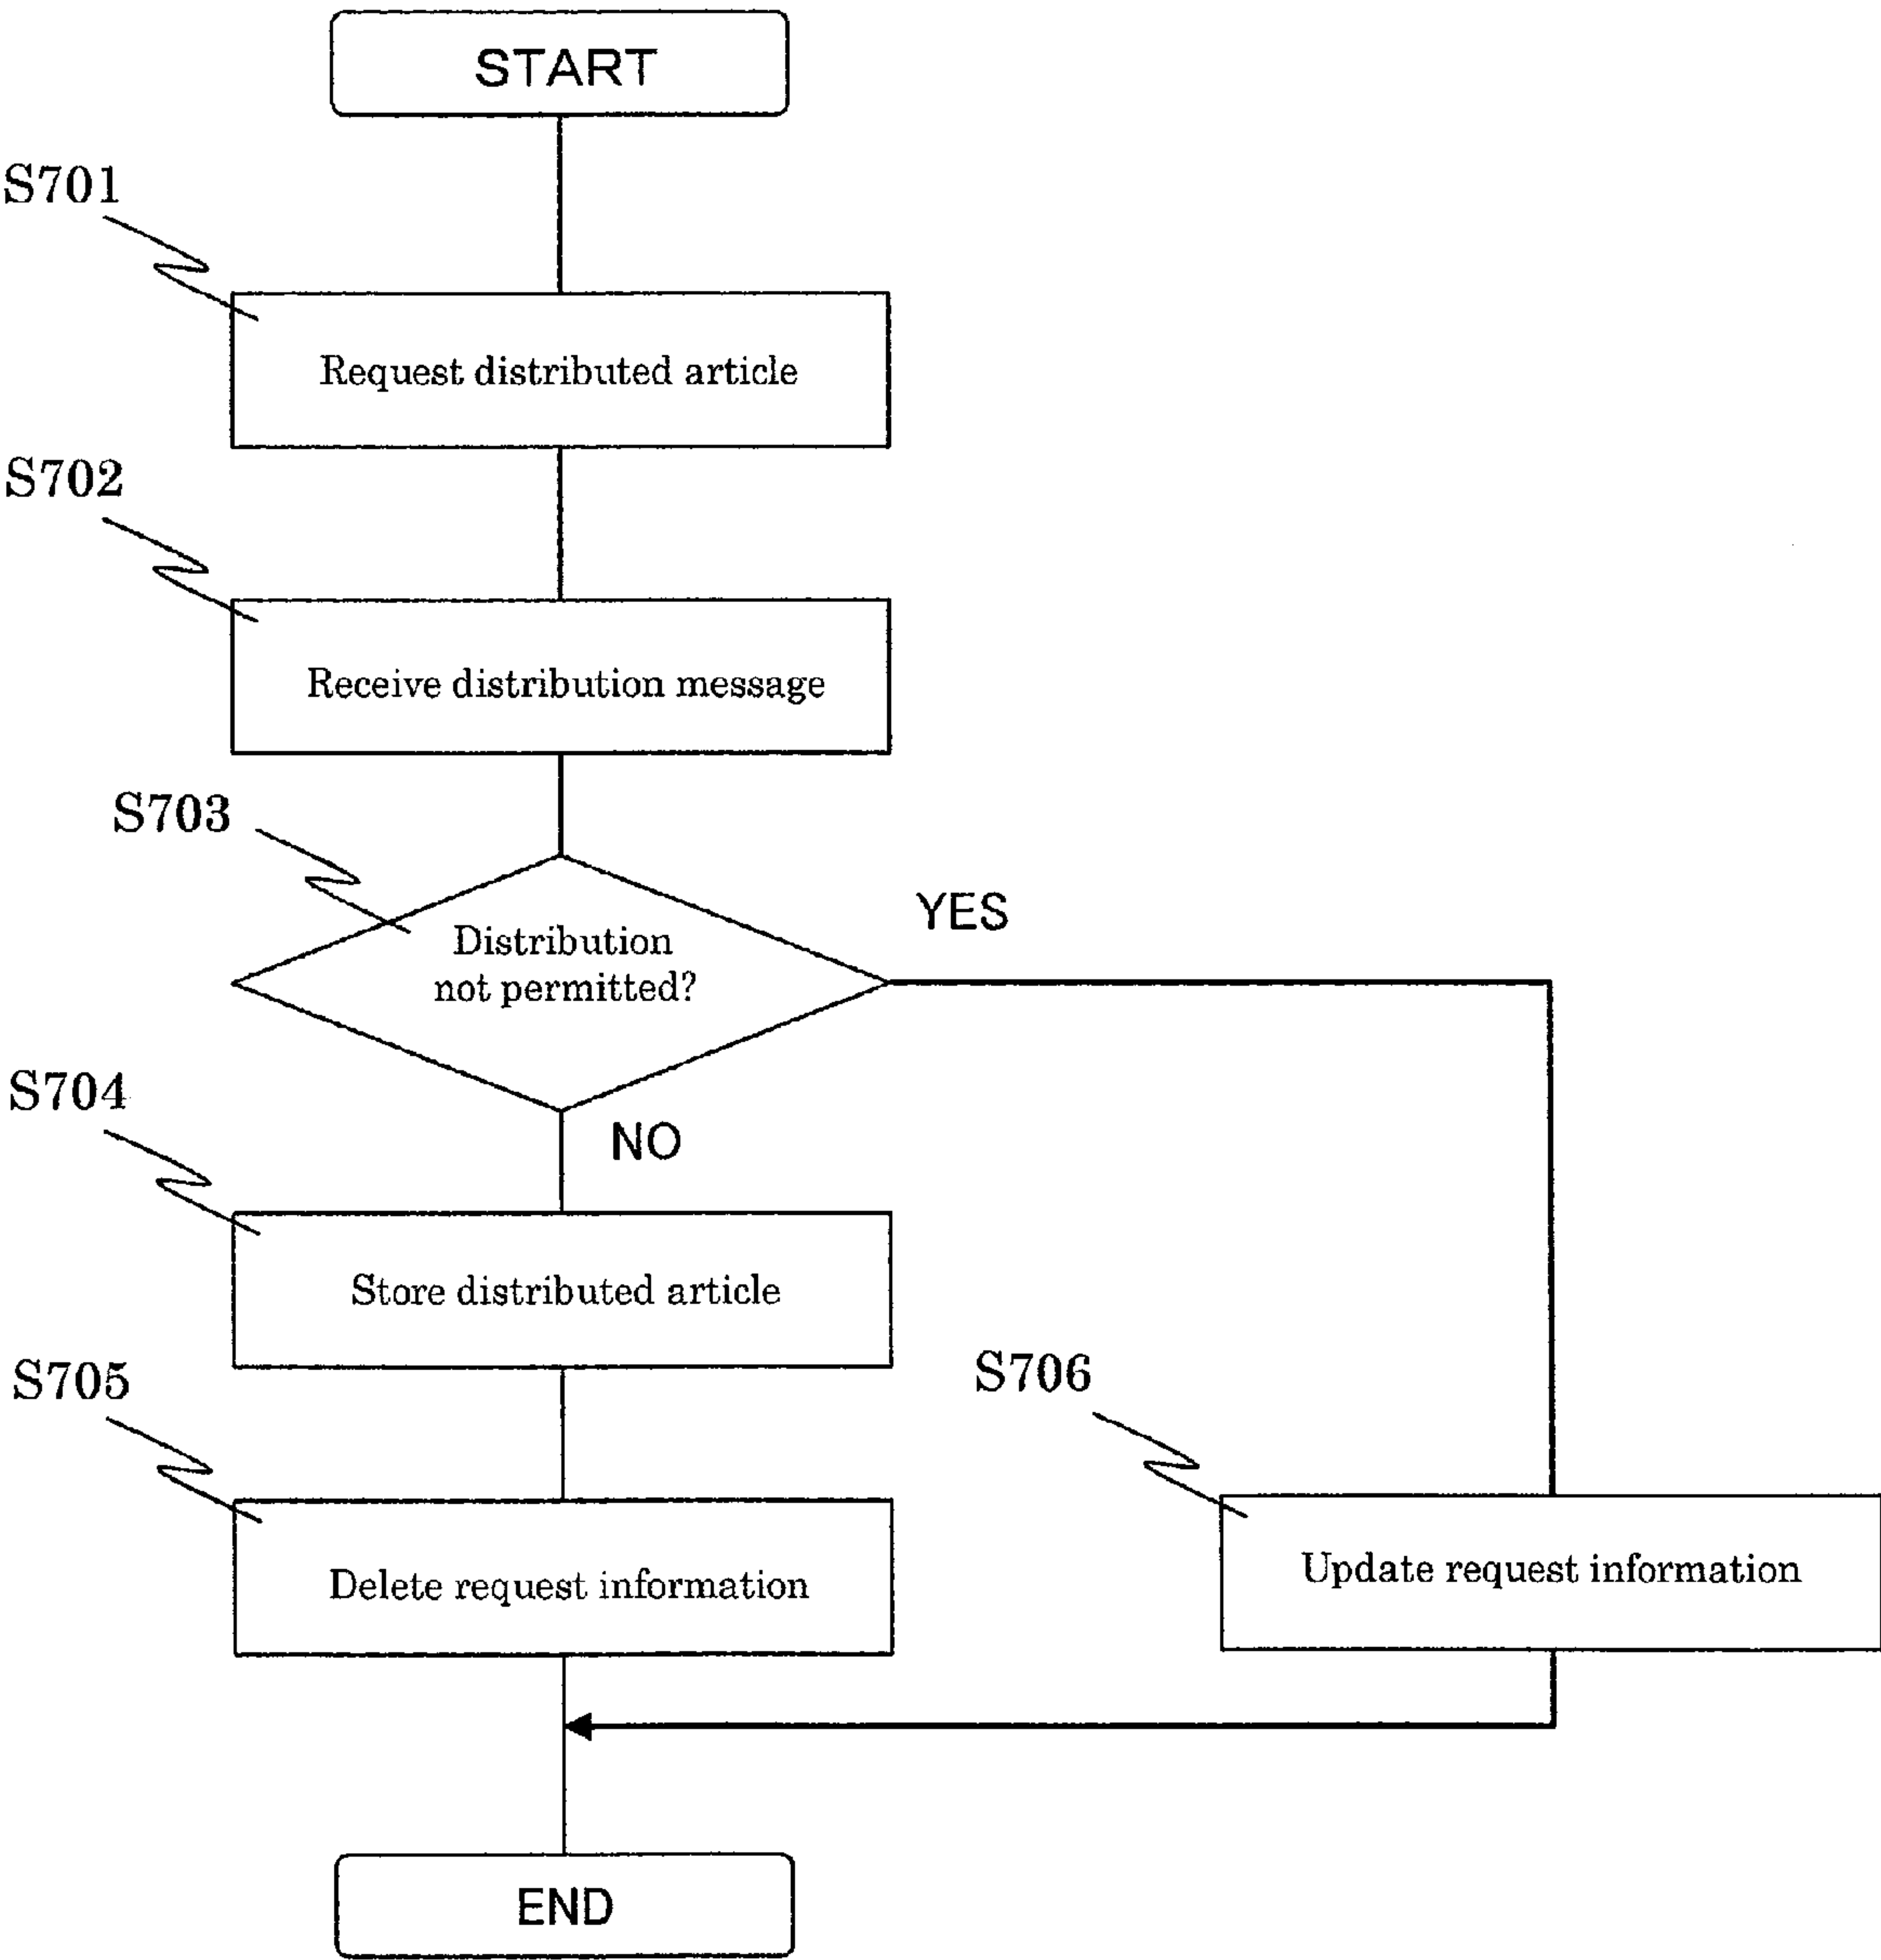 START
S701
Request distributed article
S702
Receive distribution message
S703
Distribution
not permitted?
YES
NO
S704
Store distributed article
S705
Delete request information
S706
Update request information
END